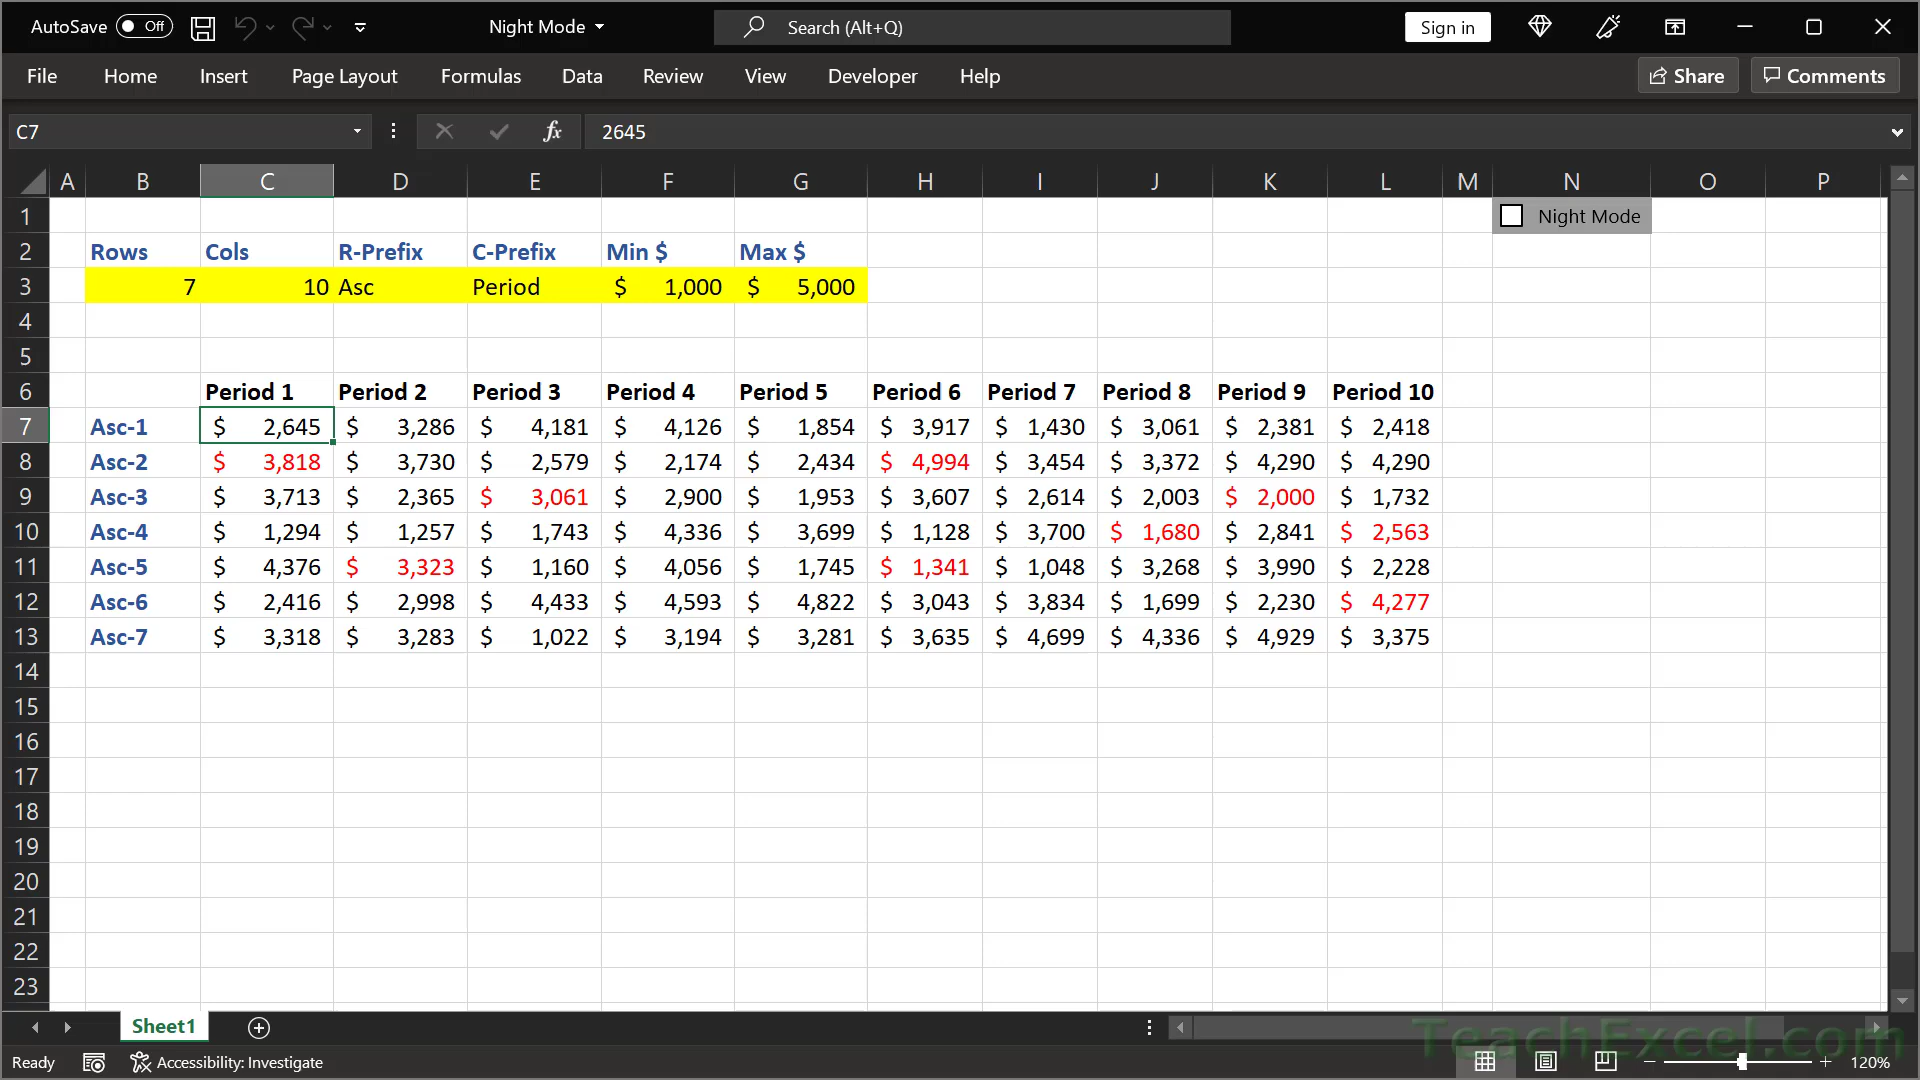 AutoSave Off Night Mode Search (Alt+Q) Sign in
File Home Insert Page Layout Formulas Data Review View Developer Help Share Comments
C7 fx 2645
A B C D E F G H I J K L M N O P
1 Night Mode
2 Rows Cols R-Prefix C-Prefix Min $ Max $
3 7 10 Asc Period $ 1,000 $ 5,000
4
5
6 Period 1 Period 2 Period 3 Period 4 Period 5 Period 6 Period 7 Period 8 Period 9 Period 10
7 Asc-1 $ 2,645 $ 3,286 $ 4,181 $ 4,126 $ 1,854 $ 3,917 $ 1,430 $ 3,061 $ 2,381 $ 2,418
8 Asc-2 $ 3,818 $ 3,730 $ 2,579 $ 2,174 $ 2,434 $ 4,994 $ 3,454 $ 3,372 $ 4,290 $ 4,290
9 Asc-3 $ 3,713 $ 2,365 $ 3,061 $ 2,900 $ 1,953 $ 3,607 $ 2,614 $ 2,003 $ 2,000 $ 1,732
10 Asc-4 $ 1,294 $ 1,257 $ 1,743 $ 4,336 $ 3,699 $ 1,128 $ 3,700 $ 1,680 $ 2,841 $ 2,563
11 Asc-5 $ 4,376 $ 3,323 $ 1,160 $ 4,056 $ 1,745 $ 1,341 $ 1,048 $ 3,268 $ 3,990 $ 2,228
12 Asc-6 $ 2,416 $ 2,998 $ 4,433 $ 4,593 $ 4,822 $ 3,043 $ 3,834 $ 1,699 $ 2,230 $ 4,277
13 Asc-7 $ 3,318 $ 3,283 $ 1,022 $ 3,194 $ 3,281 $ 3,635 $ 4,699 $ 4,336 $ 4,929 $ 3,375
14
15
16
17
18
19
20
21
22
23
Sheet1
TeachExcel.com
Ready Accessibility: Investigate 120%